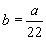 b = a/22